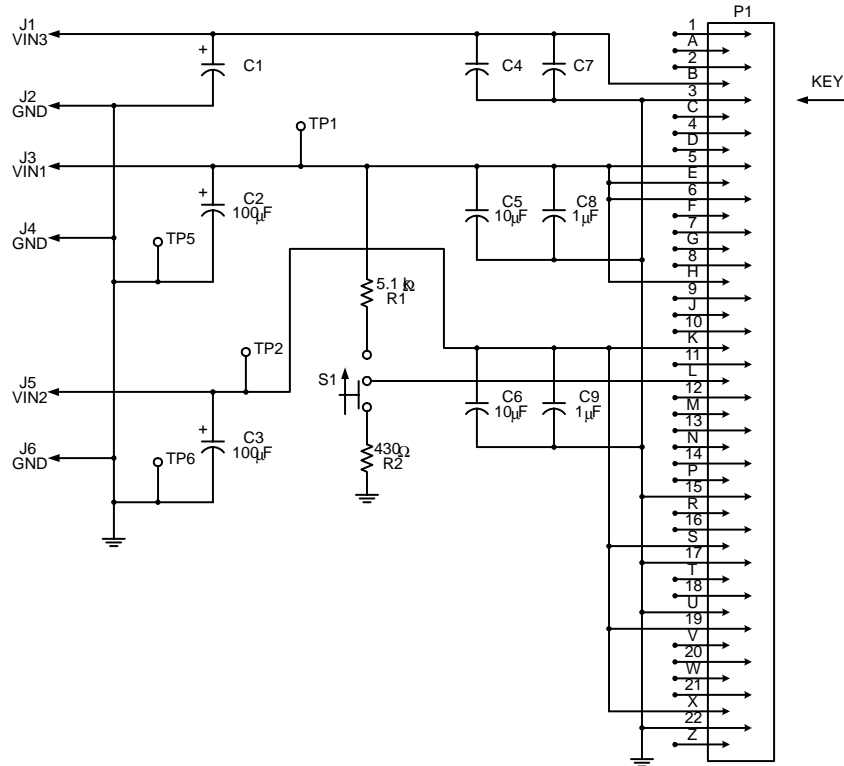 J1
VIN3
J2
GND
J3
VIN1
J4
GND
J5
VIN2
J6
GND
+
C1
C4
C7
TP1
+
C2
100µF
C5
10µF
C8
1µF
TP5
5.1 kΩ
R1
TP2
S1
C6
10µF
C9
1µF
+
C3
100µF
TP6
430Ω
R2
P1
KEY
1
A
2
B
3
C
4
D
5
E
6
F
7
G
8
H
9
J
10
K
11
L
12
M
13
N
14
P
15
R
16
S
17
T
18
U
19
V
20
W
21
X
22
Z